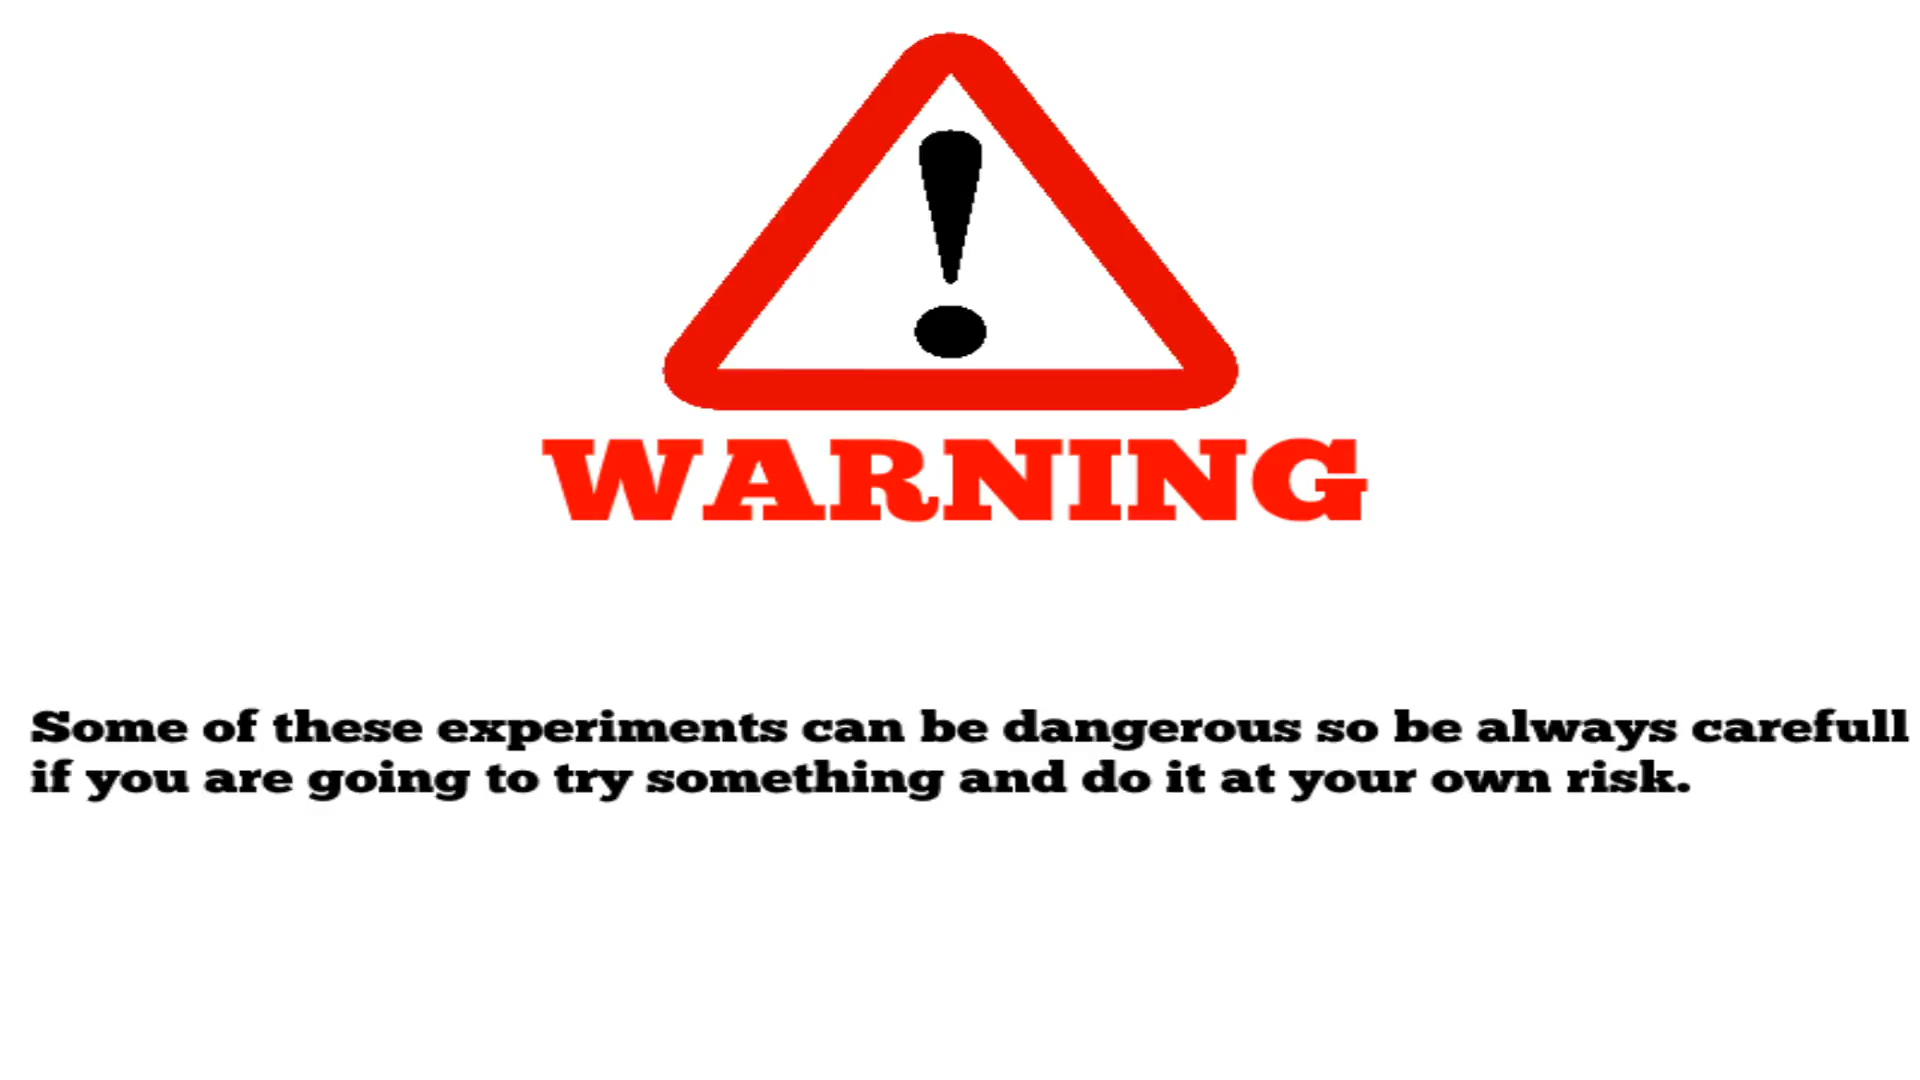 WARNING
Some of these experiments can be dangerous so be always carefull
if you are going to try something and do it at your own risk.